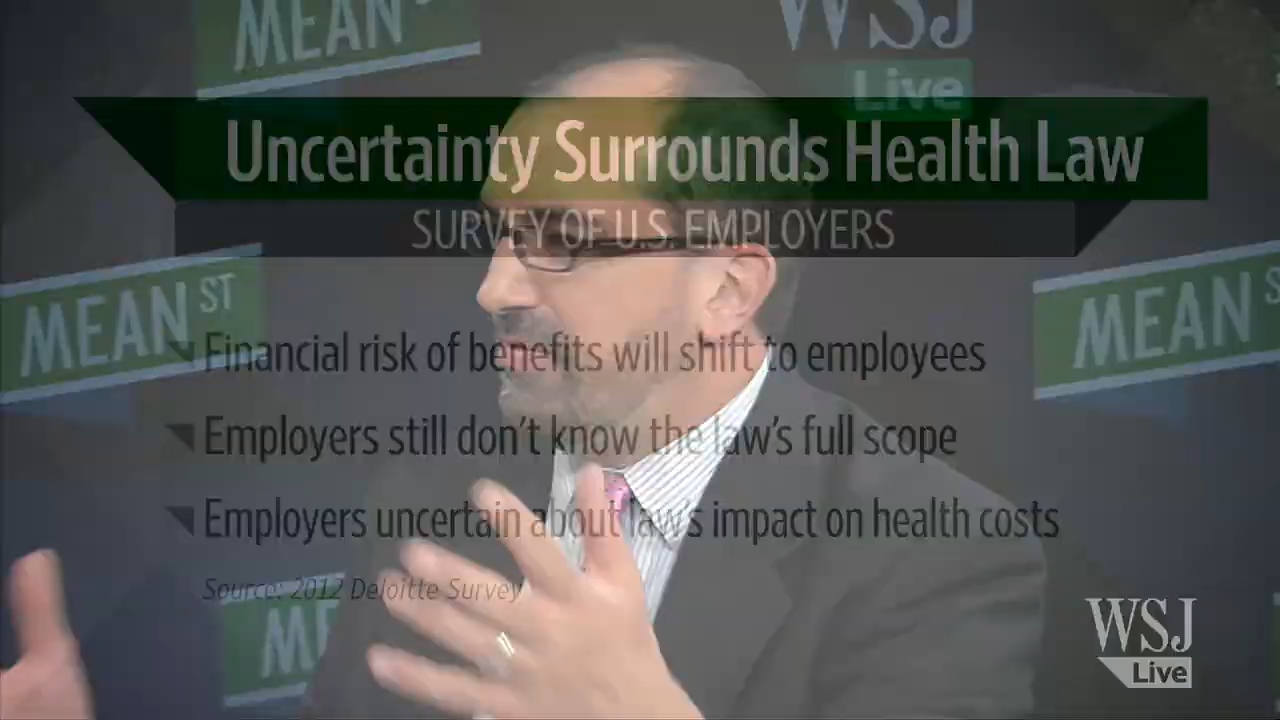 MEAN ST
WSJ
Live
Uncertainty Surrounds Health Law
SURVEY OF U.S. EMPLOYERS
MEAN ST
MEAN S
Financial risk of benefits will shift to employees
Employers still don't know the law's full scope
Employers uncertain about law's impact on health costs
Source: 2012 Deloitte Survey
ME
WSJ
Live